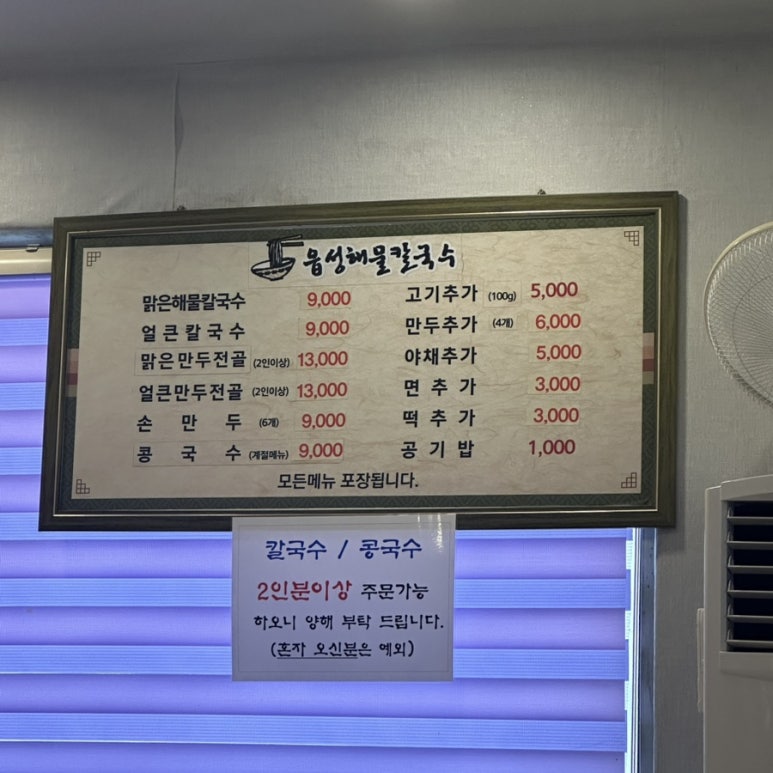 음성해물칼국수
맑은해물칼국수 9,000
얼큰칼국수 9,000
맑은만두전골 (2인이상) 13,000
얼큰만두전골 (2인이상) 13,000
손만두 (6개) 9,000
콩국수 (계절메뉴) 9,000
고기추가 (100g) 5,000
만두추가 (4개) 6,000
야채추가 5,000
면추가 3,000
떡추가 3,000
공기밥 1,000
모든메뉴 포장됩니다.
칼국수 / 콩국수
2인분이상 주문가능
하오니 양해 부탁 드립니다.
(혼자 오신분은 예외)